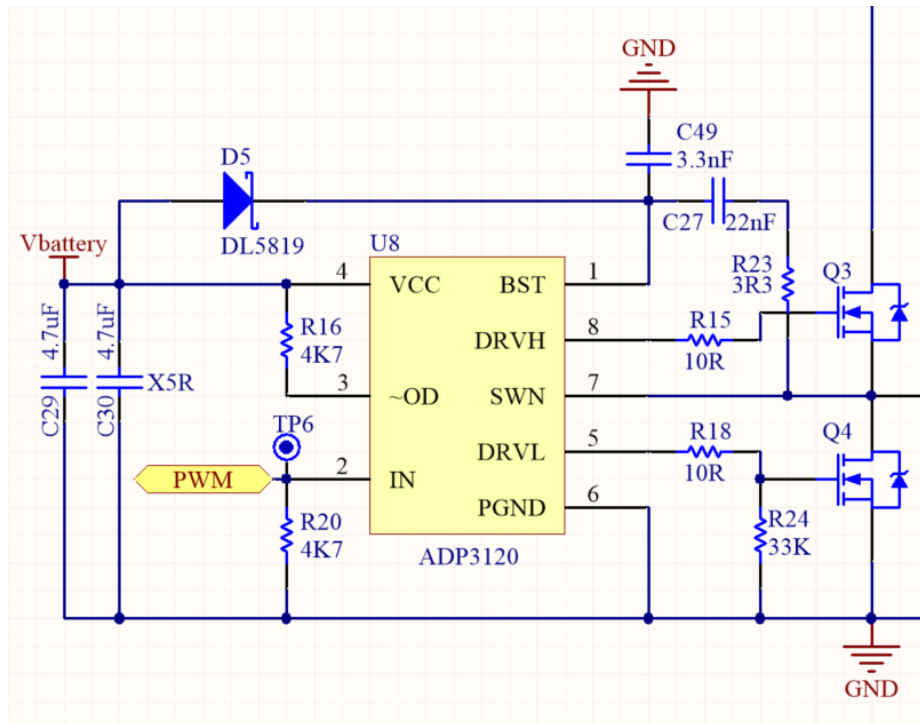 GND
C49
3.3nF
D5
DL5819
C27
22nF
Vbattery
U8
R23
3R3
Q3
4
VCC
BST
1
4.7uF
4.7uF
R16
4K7
R15
10R
DRVH
8
X5R
C29
C30
3
~OD
SWN
7
TP6
R18
10R
Q4
DRVL
5
PWM
2
IN
R20
4K7
PGND
6
R24
33K
ADP3120
GND